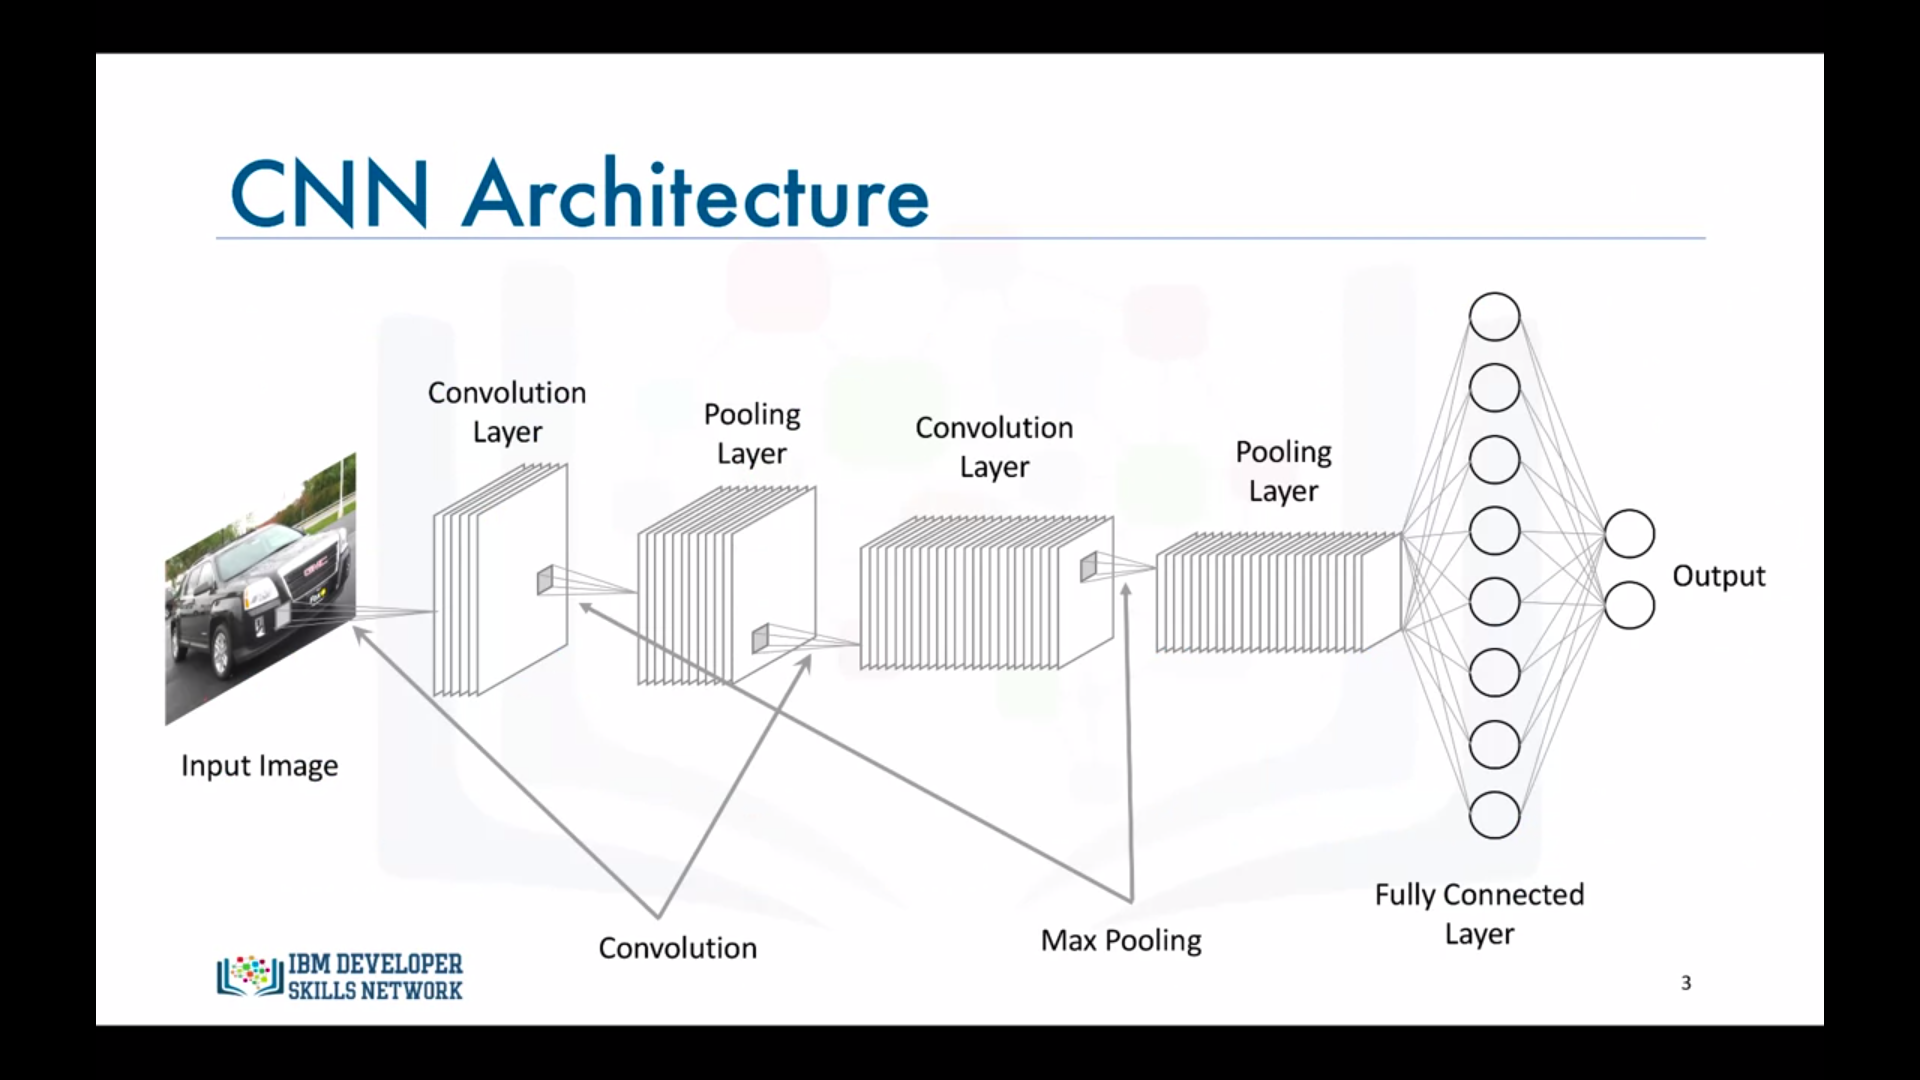 CNN Architecture
Convolution
Layer
Pooling
Layer
Convolution
Layer
Pooling
Layer
GMC
Output
Input Image
Convolution
Max Pooling
Fully Connected
Layer
IBM DEVELOPER
SKILLS NETWORK
3